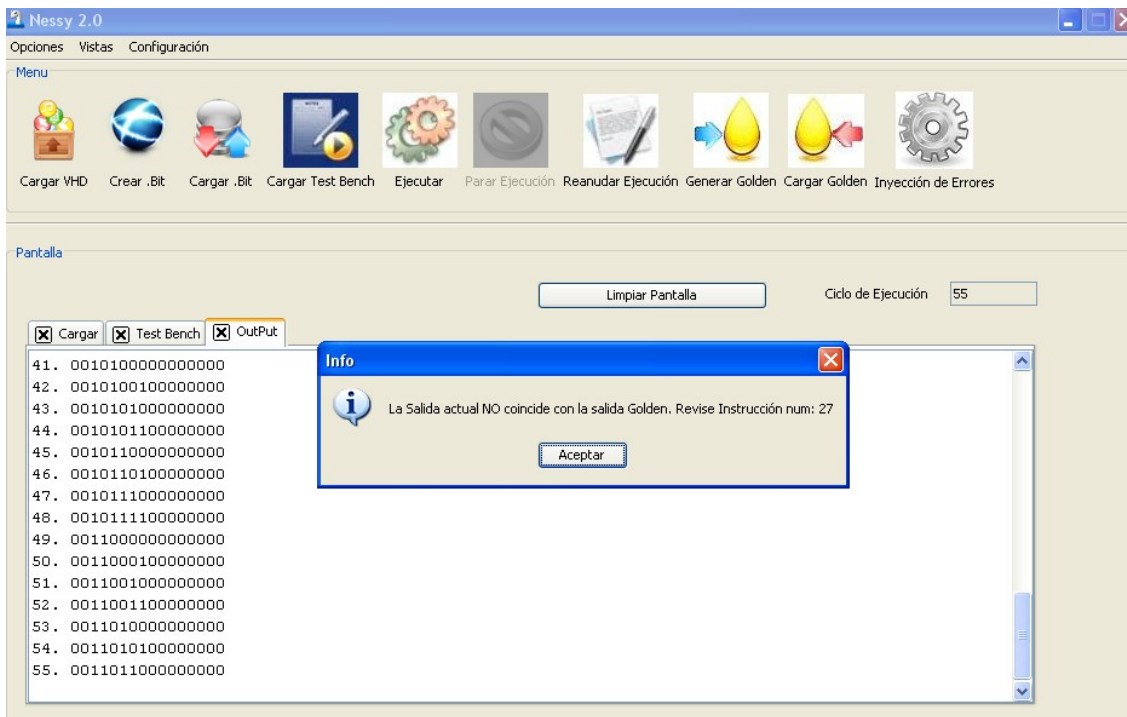 Nessy 2.0
Opciones Vistas Configuración
Menu
Cargar VHD Crear .Bit Cargar .Bit Cargar Test Bench Ejecutar Parar Ejecución Reanudar Ejecución Generar Golden Cargar Golden Inyección de Errores
Pantalla
Limpiar Pantalla Ciclo de Ejecución 55
Cargar Test Bench OutPut
Info
La Salida actual NO coincide con la salida Golden. Revise Instrucción num: 27
Aceptar
41. 0010100000000000
42. 0010100100000000
43. 0010101000000000
44. 0010101100000000
45. 0010110000000000
46. 0010110100000000
47. 0010111000000000
48. 0010111100000000
49. 0011000000000000
50. 0011000100000000
51. 0011001000000000
52. 0011001100000000
53. 0011010000000000
54. 0011010100000000
55. 0011011000000000